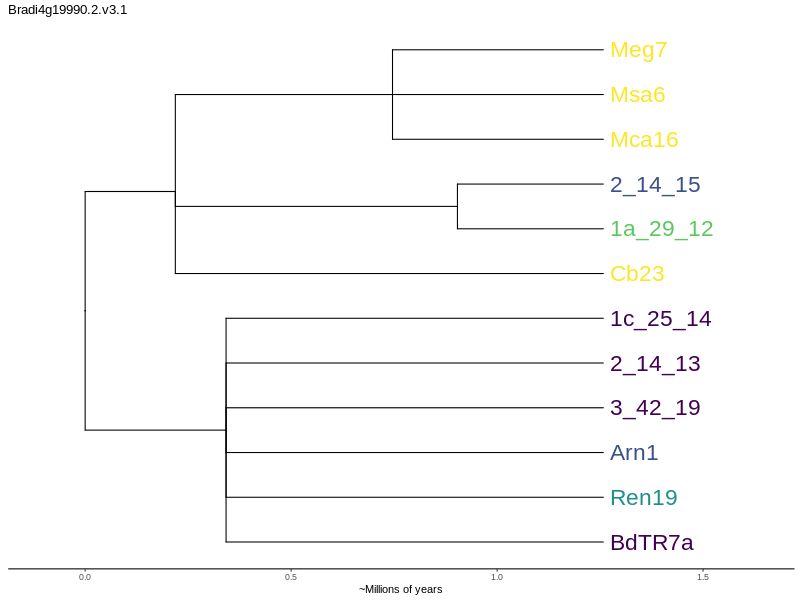 Bradi4g19990.2.v3.1
Meg7
Msa6
Mca16
2_14_15
1a_29_12
Cb23
1c_25_14
2_14_13
3_42_19
Arn1
Ren19
BdTR7a
0.0 0.5 1.0 1.5
~Millions of years